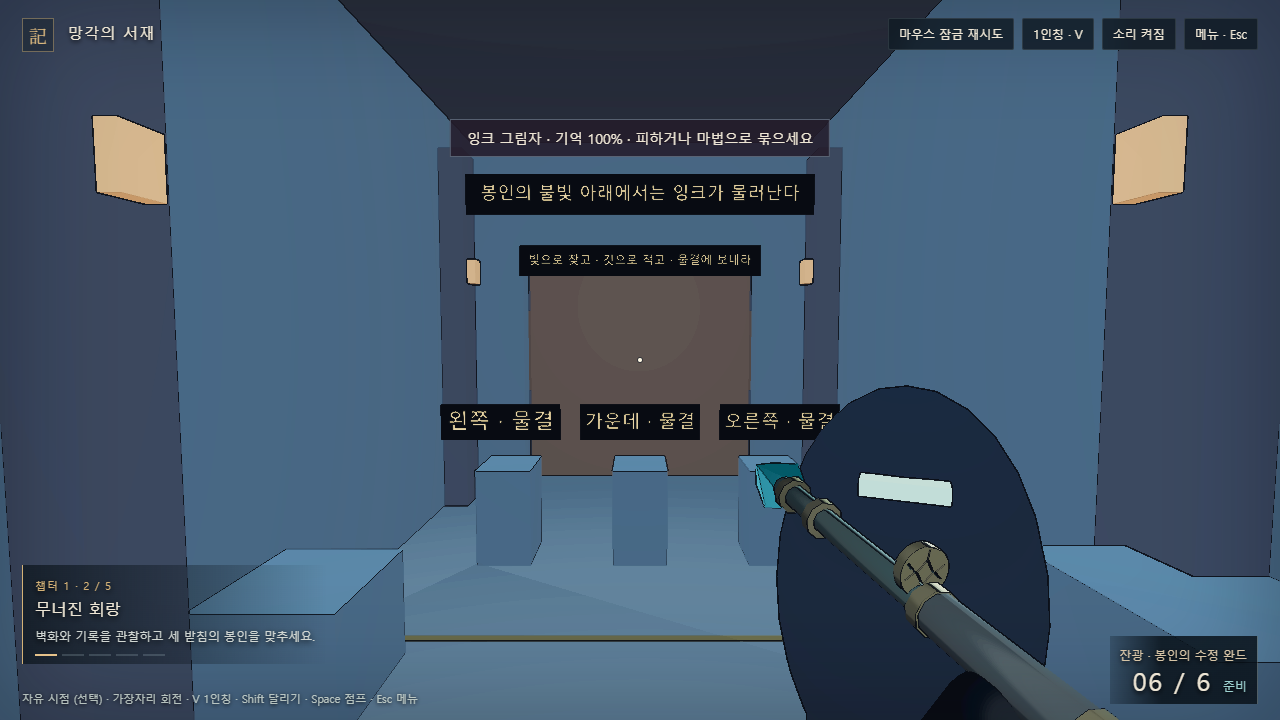 記 망각의 서재
마우스 잠금 재시도
1인칭 · V
소리 켜짐
메뉴 · Esc
잉크 그림자 · 기억 100% · 피하거나 마법으로 묶으세요
봉인의 불빛 아래에서는 잉크가 물러난다
빛으로 찾고 · 깃으로 적고 · 물결에 보내라
왼쪽 · 물결
가운데 · 물결
오른쪽 · 물결
챕터 1 · 2 / 5
무너진 회랑
벽화와 기록을 관찰하고 세 받침의 봉인을 맞추세요.
자유 시점 (선택) · 가장자리 회전 · V 1인칭 · Shift 달리기 · Space 점프 · Esc 메뉴
잔광 · 봉인의 수정 완드
06 / 6 준비